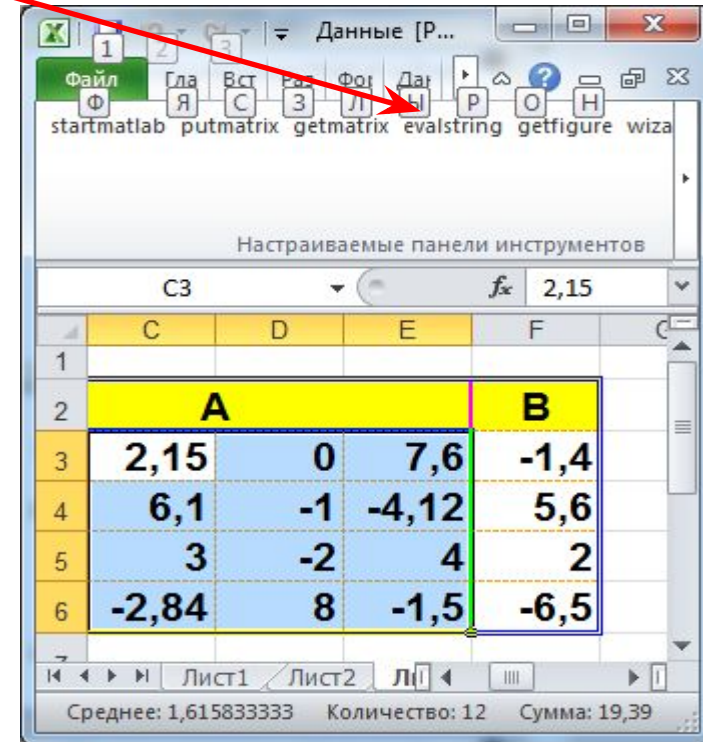 Данные [P...
1 2 3
Файл Гла Вст Раз Фор Дан
Ф Я С З Л Ы Р О Н
startmatlab putmatrix getmatrix evalstring getfigure wiza
Настраиваемые панели инструментов
C3 fx 2,15
C D E F
1
2 A B
3 2,15 0 7,6 -1,4
4 6,1 -1 -4,12 5,6
5 3 -2 4 2
6 -2,84 8 -1,5 -6,5
Лист1 Лист2
Среднее: 1,615833333 Количество: 12 Сумма: 19,39